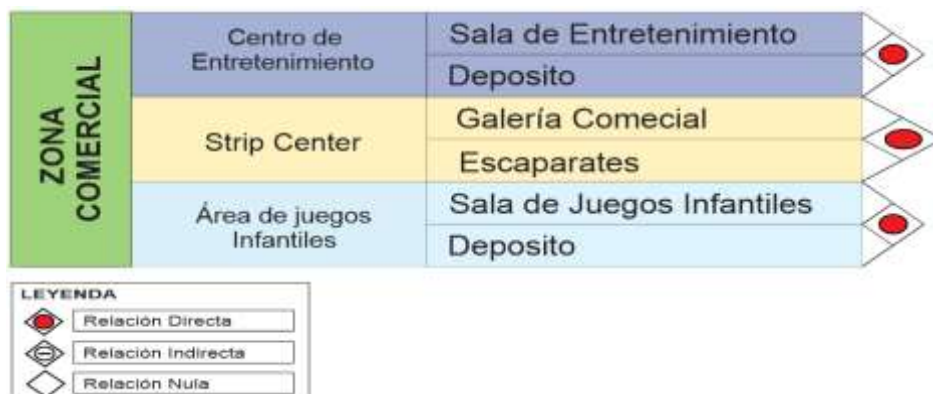 ZONA
COMERCIAL
Centro de
Entretenimiento
Sala de Entretenimiento
Deposito
Strip Center
Galería Comecial
Escaparates
Área de juegos
Infantiles
Sala de Juegos Infantiles
Deposito
LEYENDA
Relación Directa
Relación Indirecta
Relación Nula